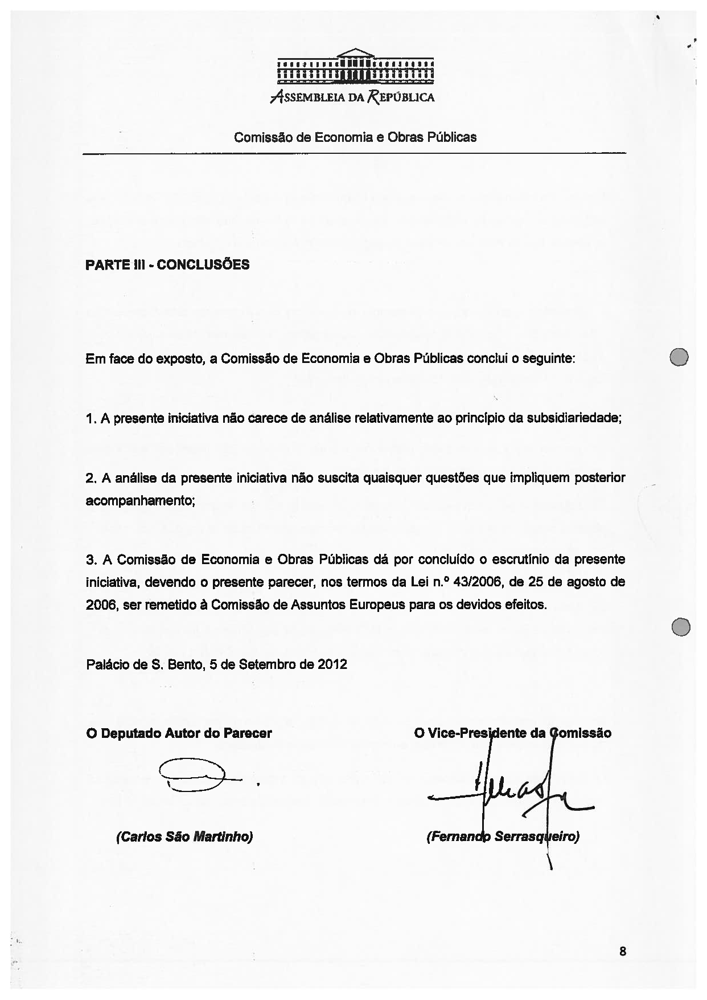 ASSEMBLEIA DA REPÚBLICA
Comissão de Economia e Obras Públicas
PARTE III - CONCLUSÕES
Em face do exposto, a Comissão de Economia e Obras Públicas conclui o seguinte:
1. A presente iniciativa não carece de análise relativamente ao princípio da subsidiariedade;
2. A análise da presente iniciativa não suscita quaisquer questões que impliquem posterior
acompanhamento;
3. A Comissão de Economia e Obras Públicas dá por concluído o escrutínio da presente
iniciativa, devendo o presente parecer, nos termos da Lei n.º 43/2006, de 25 de agosto de
2006, ser remetido à Comissão de Assuntos Europeus para os devidos efeitos.
Palácio de S. Bento, 5 de Setembro de 2012
O Deputado Autor do Parecer
O Vice-Presidente da Comissão
(Carlos São Martinho)
(Fernando Serrasqueiro)
8